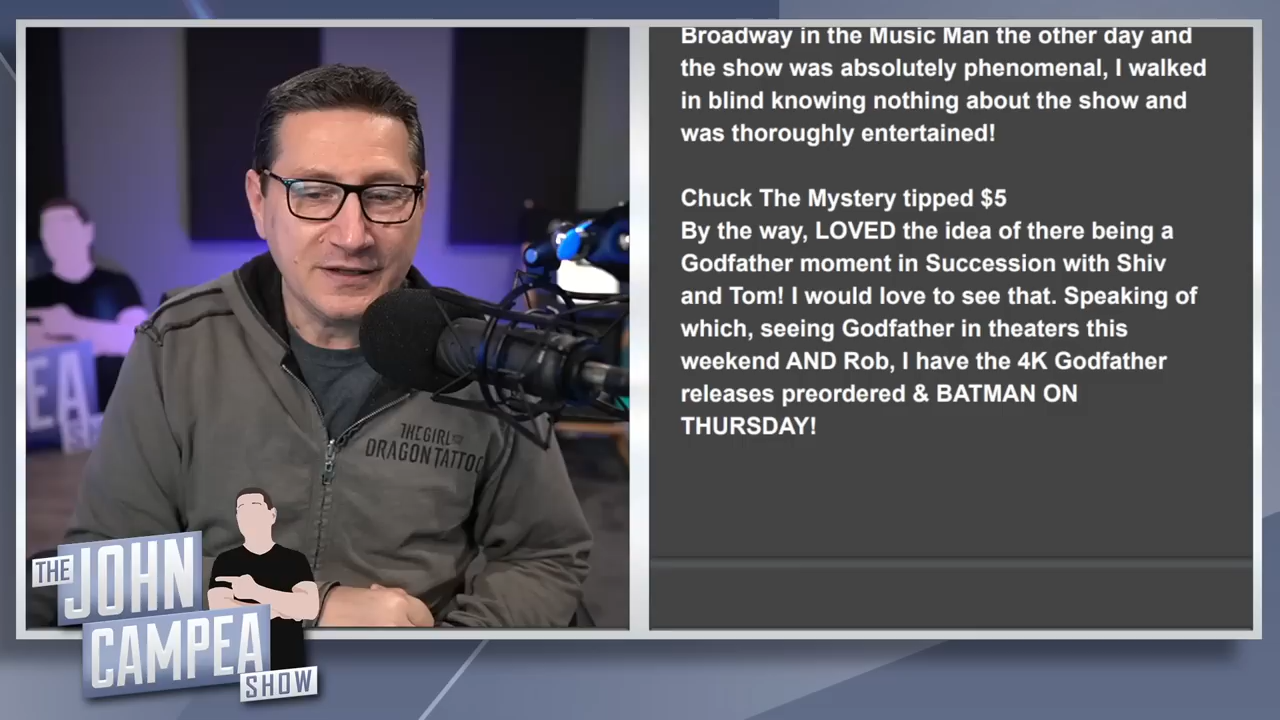 Broadway in the Music Man the other day and
the show was absolutely phenomenal, I walked
in blind knowing nothing about the show and
was thoroughly entertained!
Chuck The Mystery tipped $5
By the way, LOVED the idea of there being a
Godfather moment in Succession with Shiv
and Tom! I would love to see that. Speaking of
which, seeing Godfather in theaters this
weekend AND Rob, I have the 4K Godfather
releases preordered & BATMAN ON
THURSDAY!
THE GIRL
DRAGON TATTOO
THE
JOHN
CAMPEA
SHOW